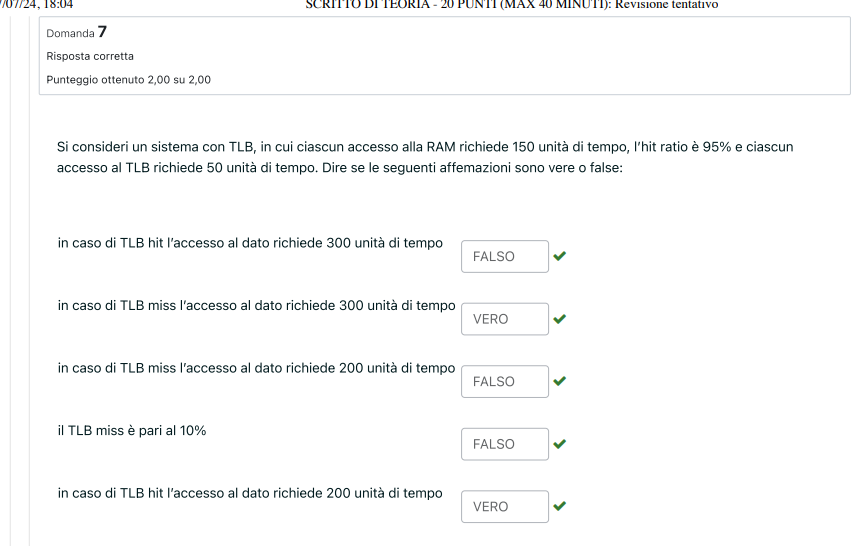 /07/24, 18:04
SCRITTO DI TEORIA - 20 PUNTI (MAX 40 MINUTI): Revisione tentativo
Domanda 7
Risposta corretta
Punteggio ottenuto 2,00 su 2,00
Si consideri un sistema con TLB, in cui ciascun accesso alla RAM richiede 150 unità di tempo, l'hit ratio è 95% e ciascun
accesso al TLB richiede 50 unità di tempo. Dire se le seguenti affemazioni sono vere o false:
in caso di TLB hit l'accesso al dato richiede 300 unità di tempo
FALSO
in caso di TLB miss l'accesso al dato richiede 300 unità di tempo
VERO
in caso di TLB miss l'accesso al dato richiede 200 unità di tempo
FALSO
il TLB miss è pari al 10%
FALSO
in caso di TLB hit l'accesso al dato richiede 200 unità di tempo
VERO